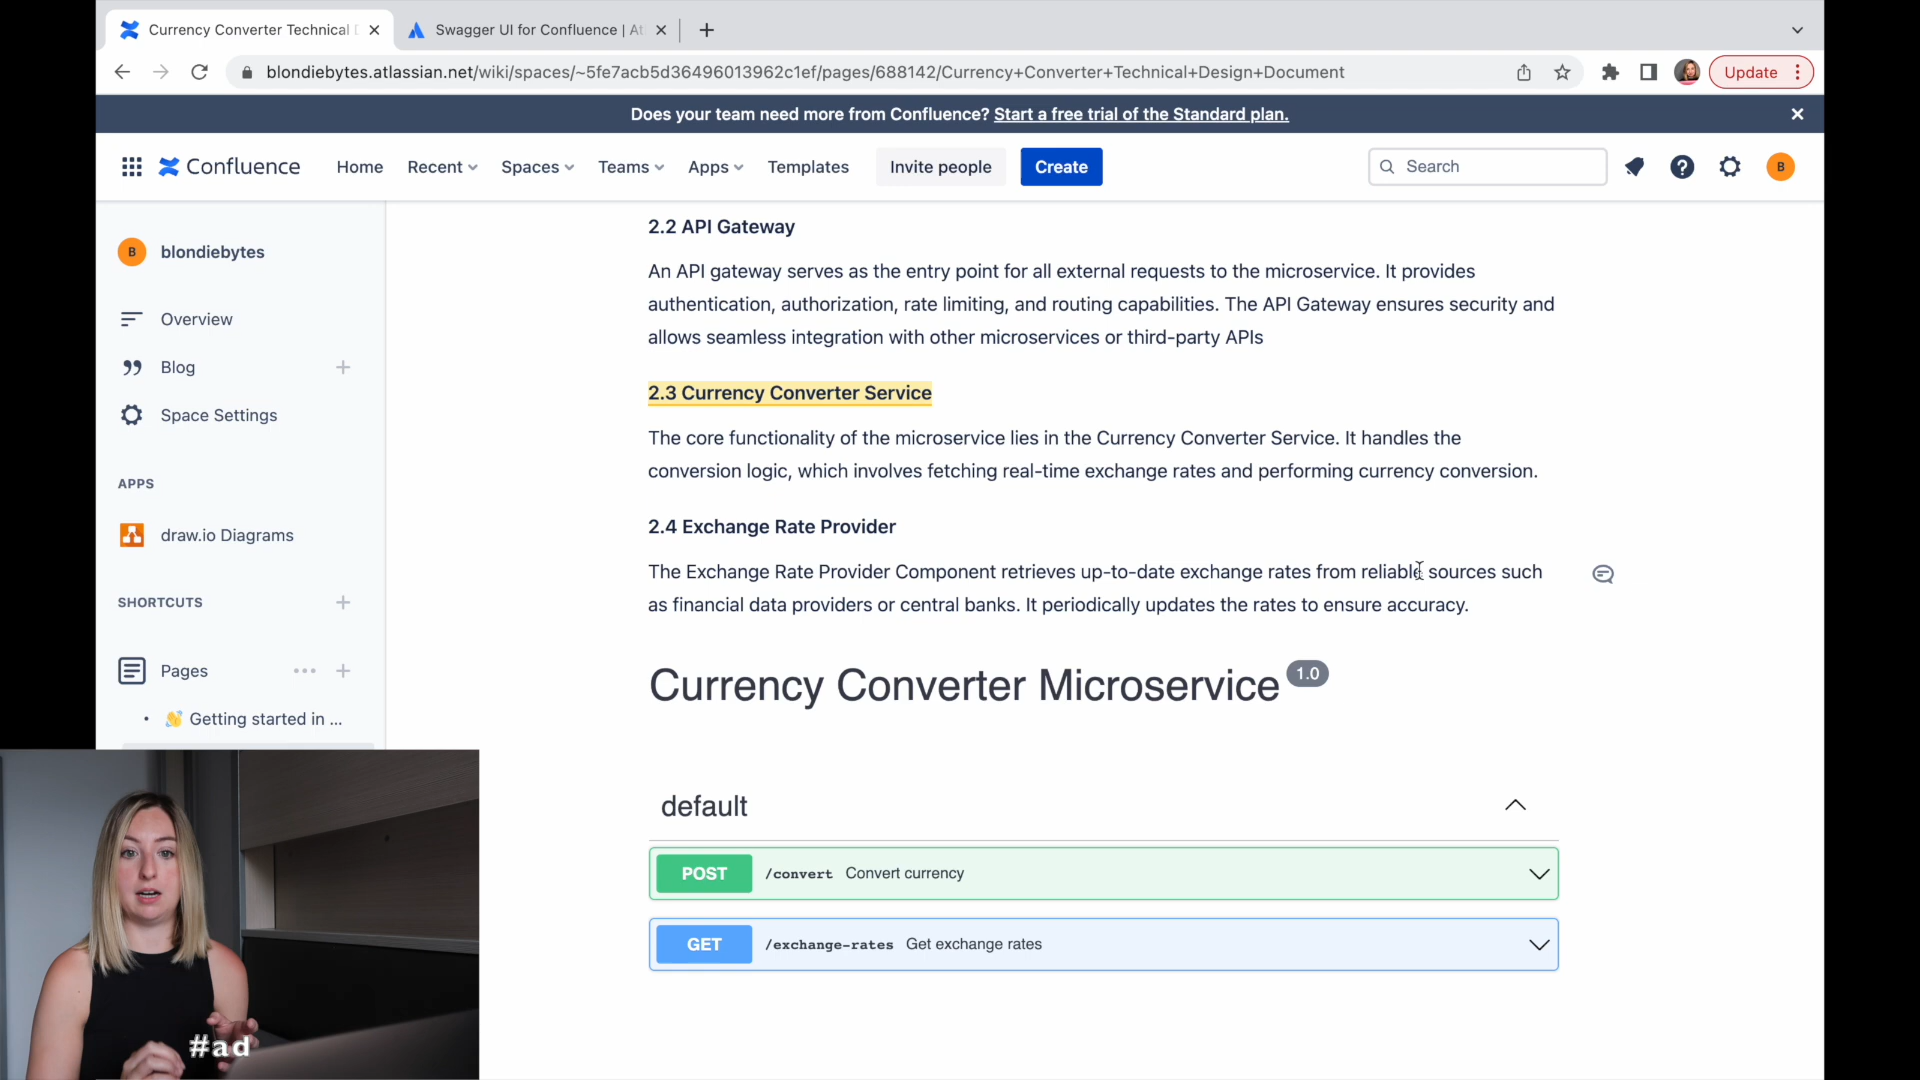 Currency Converter Technical D
Swagger UI for Confluence | At
blondiebytes.atlassian.net/wiki/spaces/~5fe7acb5d36496013962c1ef/pages/688142/Currency+Converter+Technical+Design+Document
Update
Does your team need more from Confluence? Start a free trial of the Standard plan.
Confluence
Home
Recent
Spaces
Teams
Apps
Templates
Invite people
Create
Search
B
B
blondiebytes
Overview
Blog
Space Settings
APPS
draw.io Diagrams
SHORTCUTS
Pages
Getting started in ...
2.2 API Gateway
An API gateway serves as the entry point for all external requests to the microservice. It provides
authentication, authorization, rate limiting, and routing capabilities. The API Gateway ensures security and
allows seamless integration with other microservices or third-party APIs
2.3 Currency Converter Service
The core functionality of the microservice lies in the Currency Converter Service. It handles the
conversion logic, which involves fetching real-time exchange rates and performing currency conversion.
2.4 Exchange Rate Provider
The Exchange Rate Provider Component retrieves up-to-date exchange rates from reliable sources such
as financial data providers or central banks. It periodically updates the rates to ensure accuracy.
Currency Converter Microservice 1.0
default
POST /convert Convert currency
GET /exchange-rates Get exchange rates
#ad